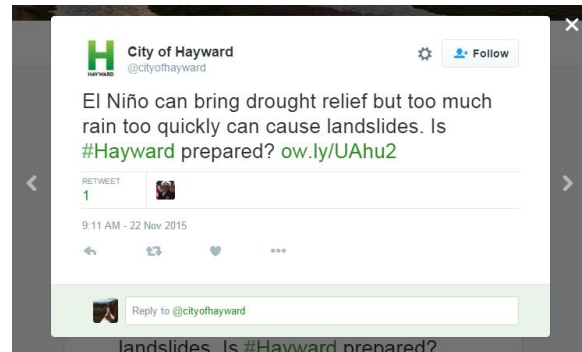 City of Hayward
@cityofhayward
HAYWARD
Follow
El Niño can bring drought relief but too much
rain too quickly can cause landslides. Is
#Hayward prepared? ow.ly/UAhu2
RETWEET
1
9:11 AM - 22 Nov 2015
Reply to @cityofhayward
landslides. Is #Hayward prepared?